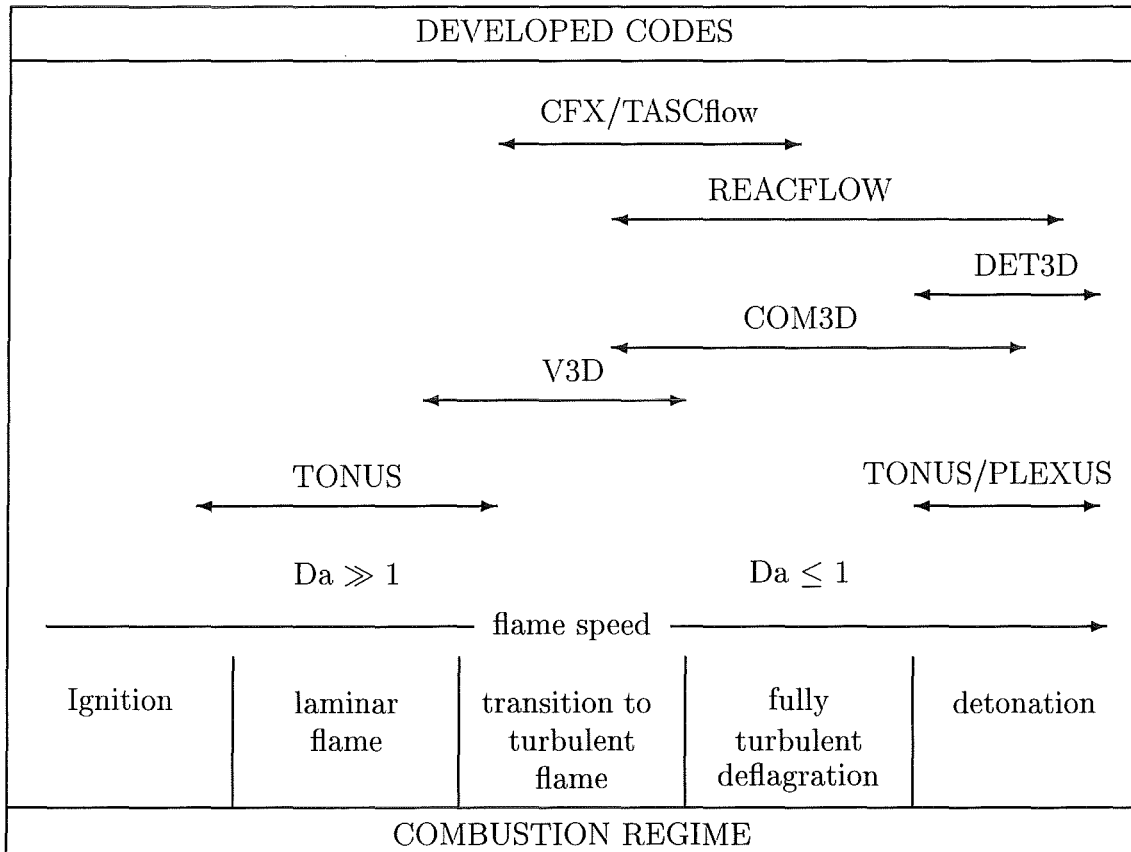 DEVELOPED CODES
CFX/TASCflow
REACFLOW
DET3D
COM3D
V3D
TONUS
TONUS/PLEXUS
Da ≫ 1
Da ≤ 1
flame speed
Ignition
laminar
flame
transition to
turbulent
flame
fully
turbulent
deflagration
detonation
COMBUSTION REGIME